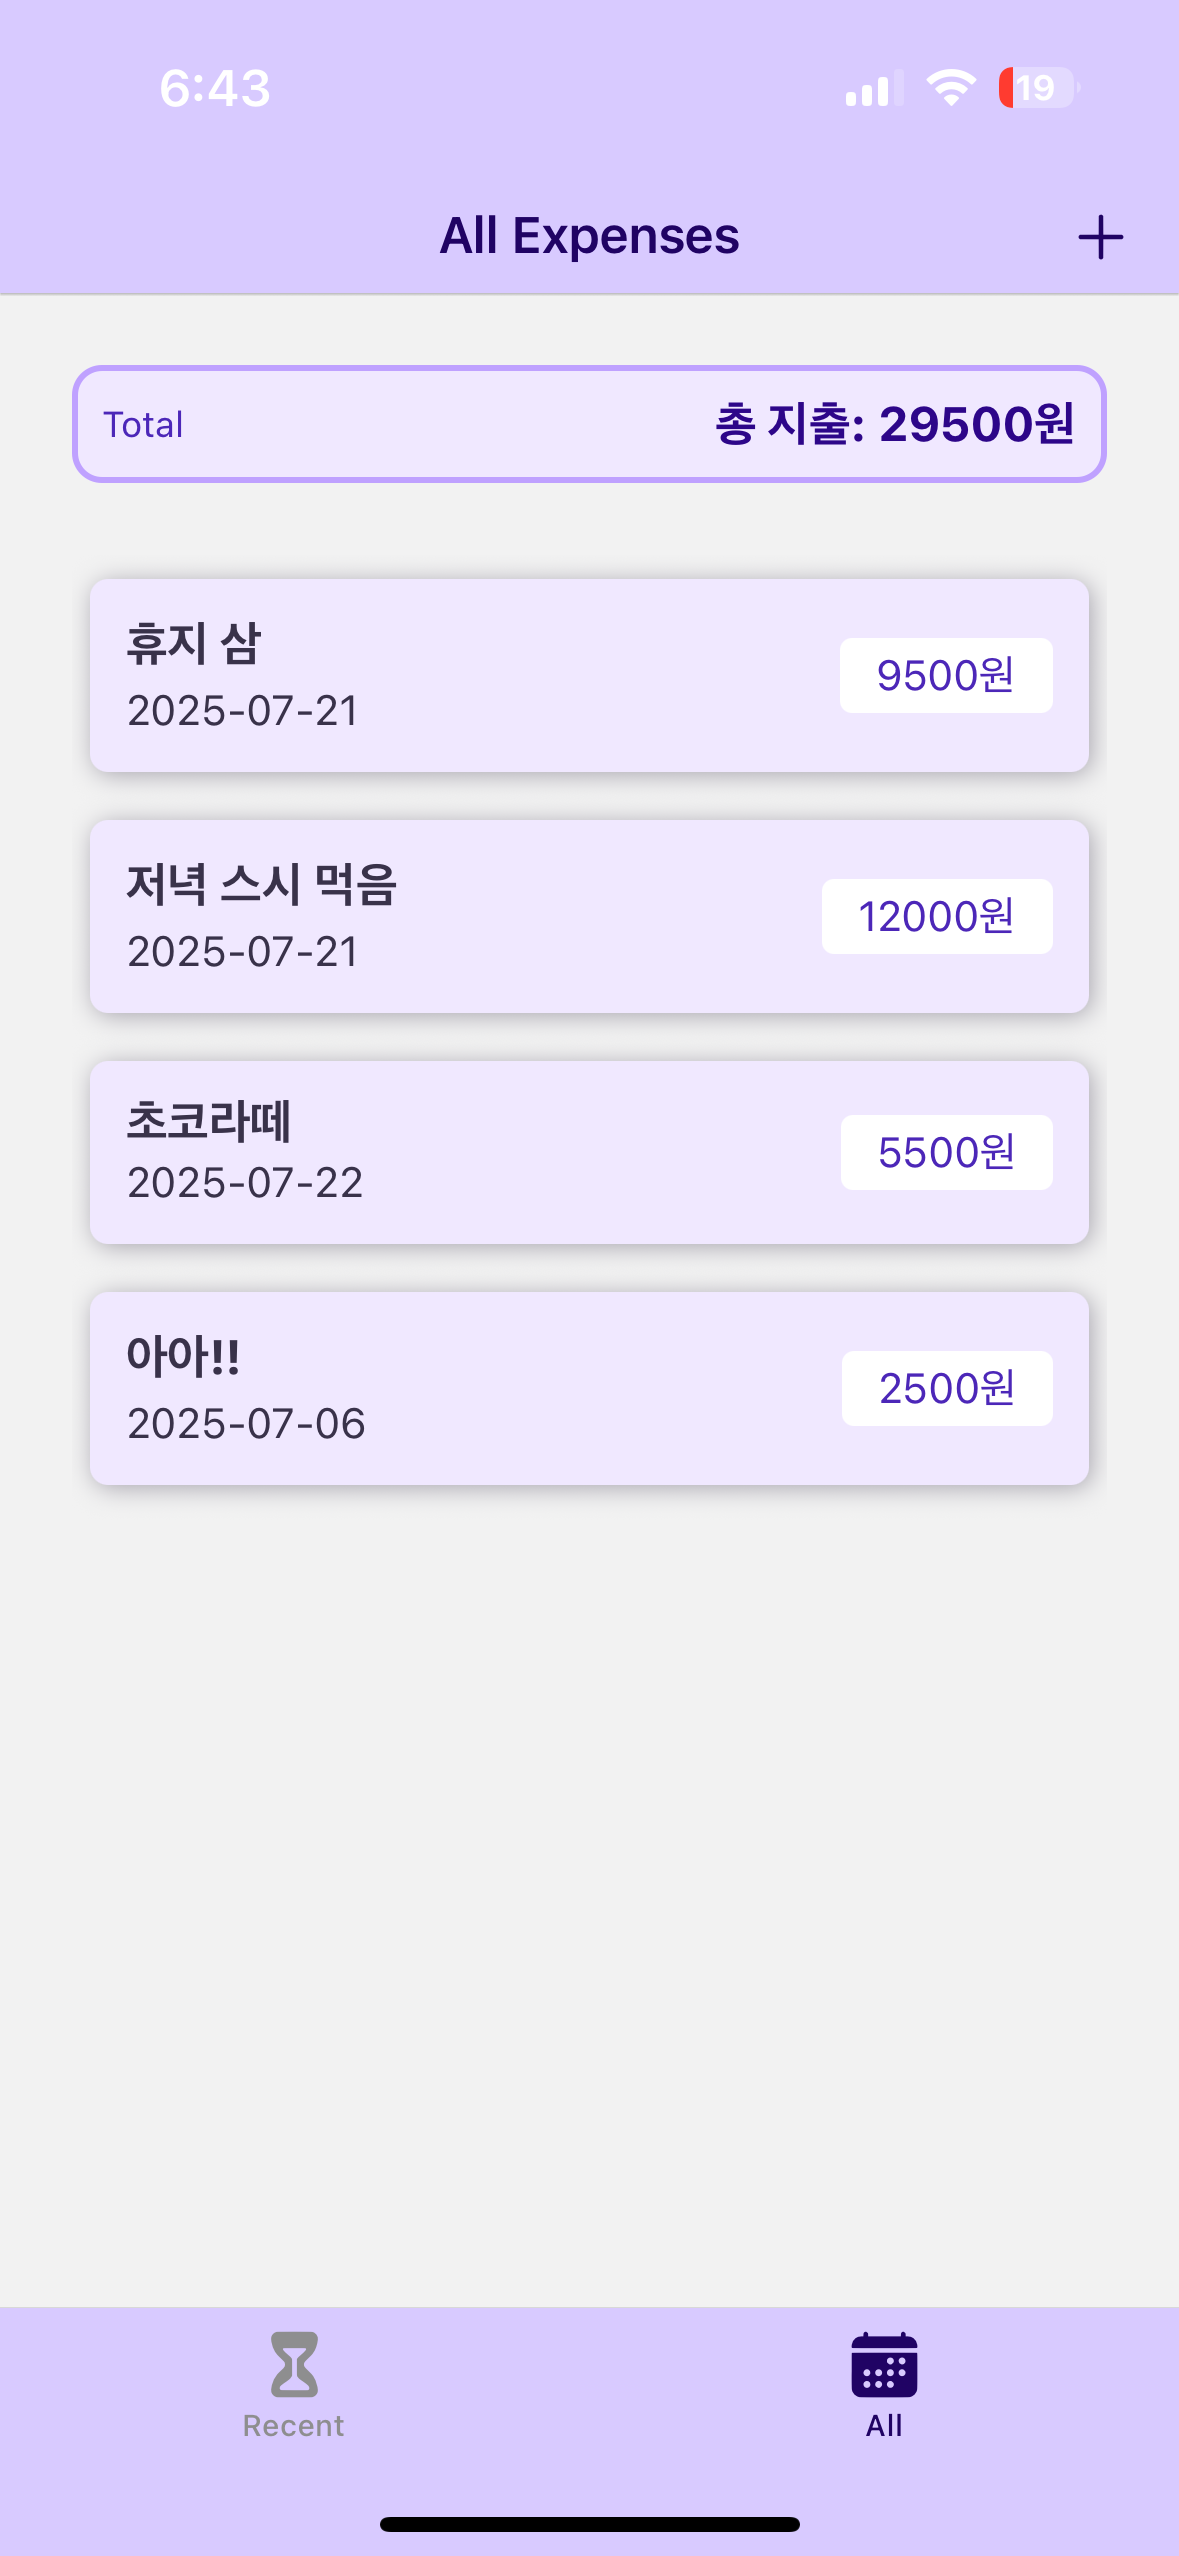 6:43
19
All Expenses
Total
총 지출: 29500원
휴지 삼
2025-07-21
9500원
저녁 스시 먹음
2025-07-21
12000원
초코라떼
2025-07-22
5500원
아아!!
2025-07-06
2500원
Recent
All